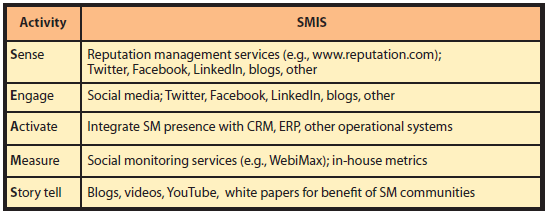 Activity SMIS
Sense Reputation management services (e.g., www.reputation.com);
Twitter, Facebook, LinkedIn, blogs, other
Engage Social media; Twitter, Facebook, LinkedIn, blogs, other
Activate Integrate SM presence with CRM, ERP, other operational systems
Measure Social monitoring services (e.g., WebiMax); in-house metrics
Story tell Blogs, videos, YouTube, white papers for benefit of SM communities